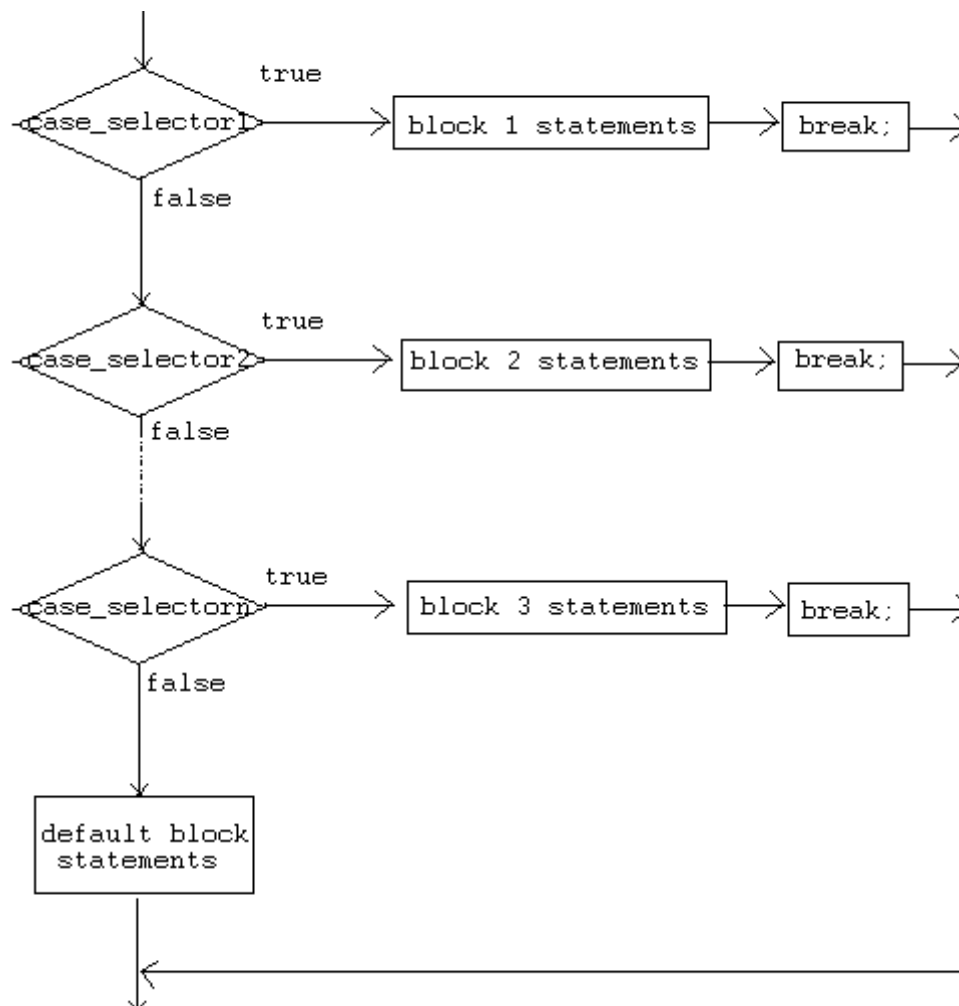 true
case_selector1
block 1 statements
break;
false
true
case_selector2
block 2 statements
break;
false
true
case_selectorn
block 3 statements
break;
false
default block
statements